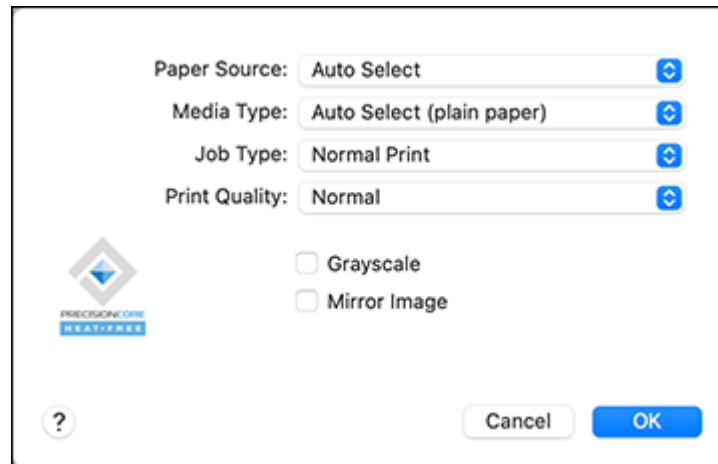 Paper Source: Auto Select
Media Type: Auto Select (plain paper)
Job Type: Normal Print
Print Quality: Normal
Grayscale
Mirror Image
PRECISIONCORE
HEAT-FREE
? Cancel OK